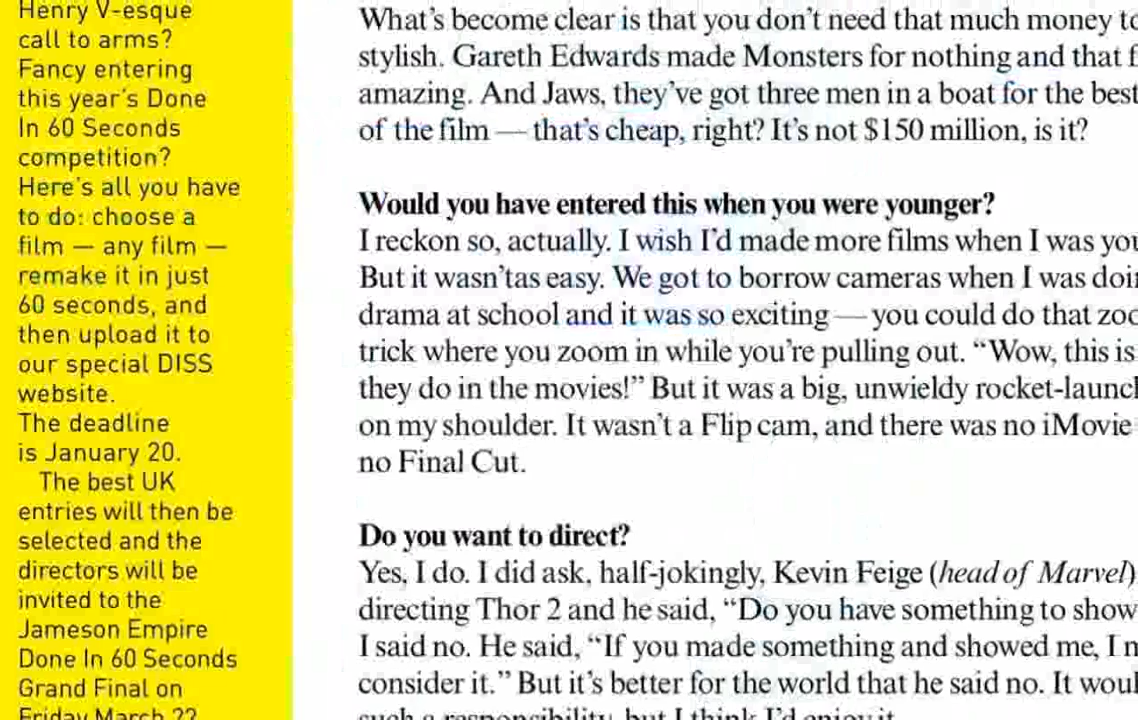 Henry V-esque
call to arms?
Fancy entering
this year's Done
In 60 Seconds
competition?
Here's all you have
to do: choose a
film — any film —
remake it in just
60 seconds, and
then upload it to
our special DISS
website.
The deadline
is January 20.
The best UK
entries will then be
selected and the
directors will be
invited to the
Jameson Empire
Done In 60 Seconds
Grand Final on
Friday March 22
What's become clear is that you don't need that much money to
stylish. Gareth Edwards made Monsters for nothing and that f
amazing. And Jaws, they've got three men in a boat for the best
of the film — that's cheap, right? It's not $150 million, is it?
Would you have entered this when you were younger?
I reckon so, actually. I wish I'd made more films when I was you
But it wasn'tas easy. We got to borrow cameras when I was doi
drama at school and it was so exciting — you could do that zoo
trick where you zoom in while you're pulling out. “Wow, this is
they do in the movies!” But it was a big, unwieldy rocket-launch
on my shoulder. It wasn't a Flip cam, and there was no iMovie
no Final Cut.
Do you want to direct?
Yes, I do. I did ask, half-jokingly, Kevin Feige (head of Marvel)
directing Thor 2 and he said, “Do you have something to show
I said no. He said, “If you made something and showed me, I m
consider it.” But it's better for the world that he said no. It woul
such a responsibility, but I think I'd enjoy it.